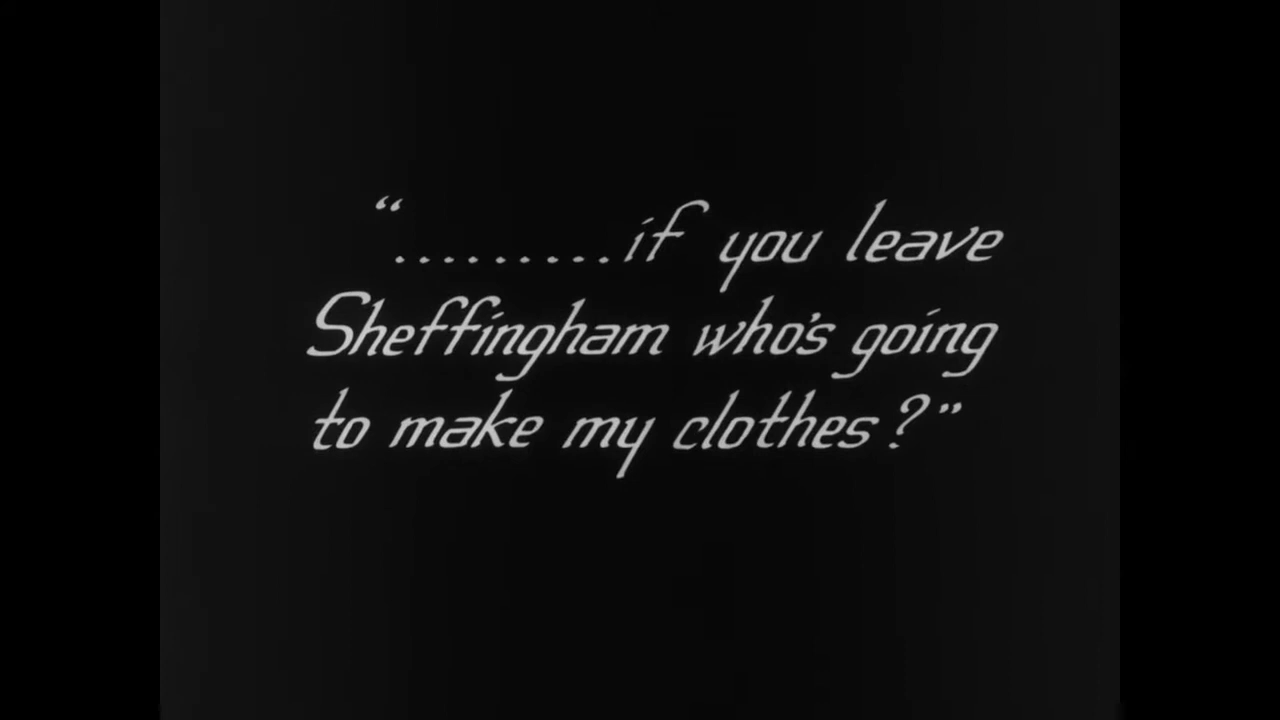 “.........if you leave
Sheffingham who's going
to make my clothes?”